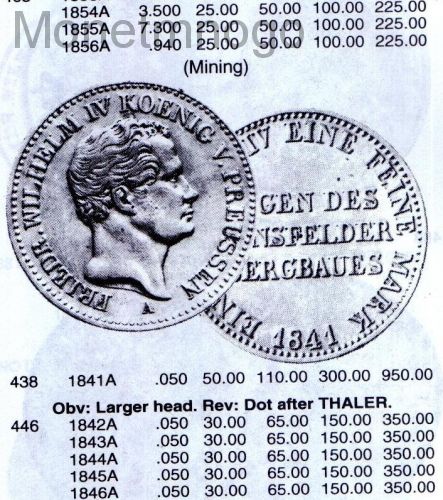 1854A 3.500 25.00 50.00 100.00 225.00
Monetmnogo
1855A 7.300 25.00 50.00 100.00 225.00
1856A .940 25.00 50.00 100.00 225.00
(Mining)
FRIEDR. WILHELM IV KOENIG V. PREUSSEN
A
IV EINE FEINE MARK
GEN DES
NSFELDER
ERGBAUES
EIN
1841
438 1841A .050 50.00 110.00 300.00 950.00
Obv: Larger head. Rev: Dot after THALER.
446 1842A .050 30.00 65.00 150.00 350.00
1843A .050 30.00 65.00 150.00 350.00
1844A .050 30.00 65.00 150.00 350.00
1845A .050 30.00 65.00 150.00 350.00
1846A .050 30.00 65.00 150.00 350.00